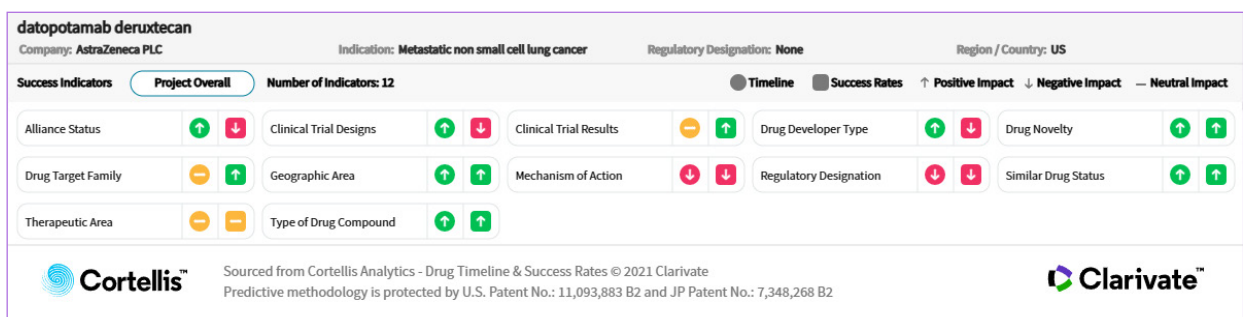 datopotamab deruxtecan
Company: AstraZeneca PLC Indication: Metastatic non small cell lung cancer Regulatory Designation: None Region / Country: US
Success Indicators Project Overall Number of Indicators: 12 Timeline Success Rates ↑ Positive Impact ↓ Negative Impact — Neutral Impact
Alliance Status Clinical Trial Designs Clinical Trial Results Drug Developer Type Drug Novelty
Drug Target Family Geographic Area Mechanism of Action Regulatory Designation Similar Drug Status
Therapeutic Area Type of Drug Compound
Cortellis™
Sourced from Cortellis Analytics - Drug Timeline & Success Rates © 2021 Clarivate
Predictive methodology is protected by U.S. Patent No.: 11,093,883 B2 and JP Patent No.: 7,348,268 B2
Clarivate™